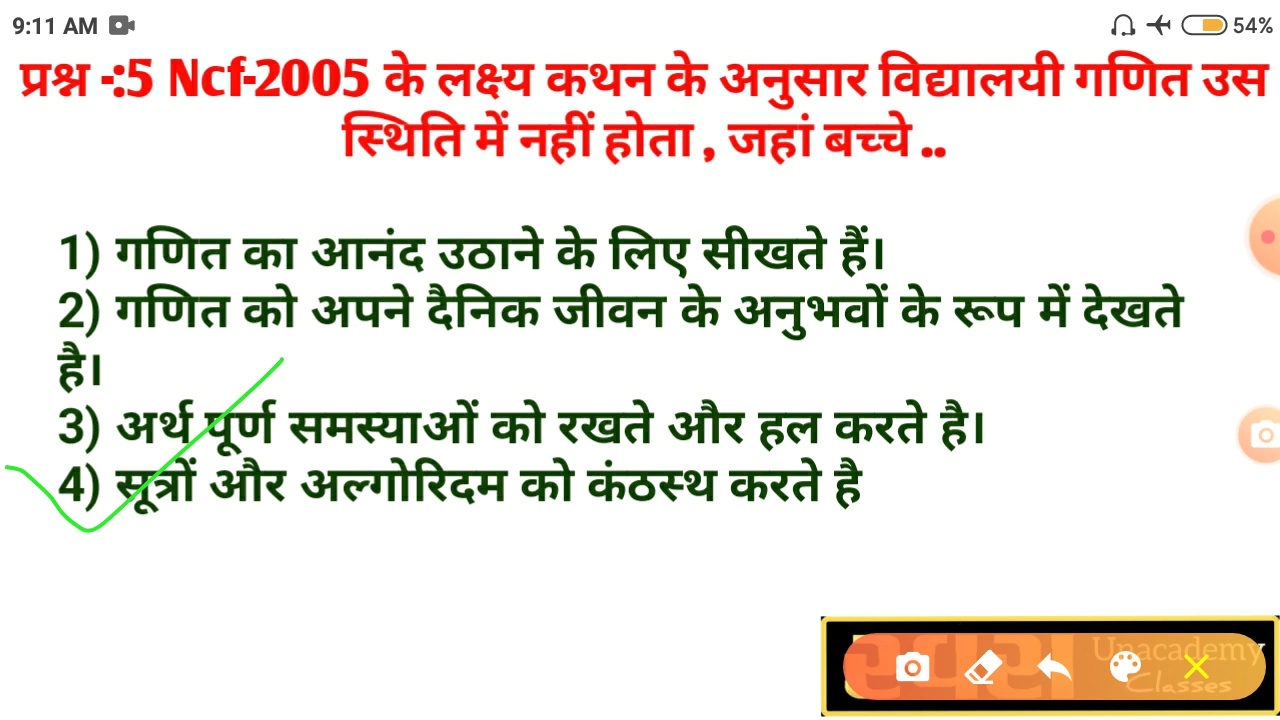 9:11 AM
54%
प्रश्न -:5 Ncf-2005 के लक्ष्य कथन के अनुसार विद्यालयी गणित उस
स्थिति में नहीं होता , जहां बच्चे ..
1) गणित का आनंद उठाने के लिए सीखते हैं।
2) गणित को अपने दैनिक जीवन के अनुभवों के रूप में देखते
है।
3) अर्थ पूर्ण समस्याओं को रखते और हल करते है।
4) सूत्रों और अल्गोरिदम को कंठस्थ करते है
Unacademy
Classes